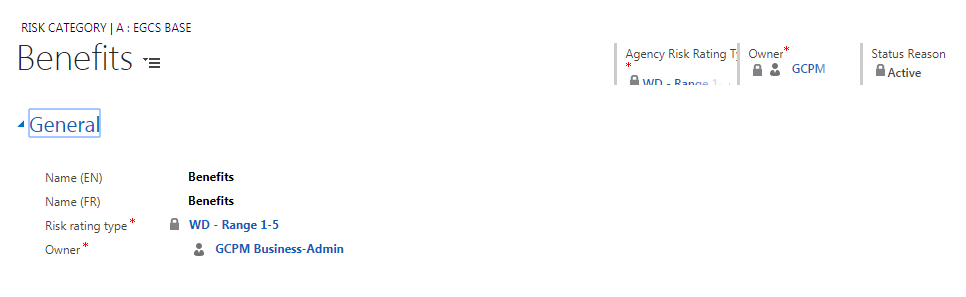 RISK CATEGORY | A : EGCS BASE
Benefits
Agency Risk Rating Ty
*
WD - Range 1-
Owner*
GCPM
Status Reason
Active
General
Name (EN) Benefits
Name (FR) Benefits
Risk rating type* WD - Range 1-5
Owner* GCPM Business-Admin